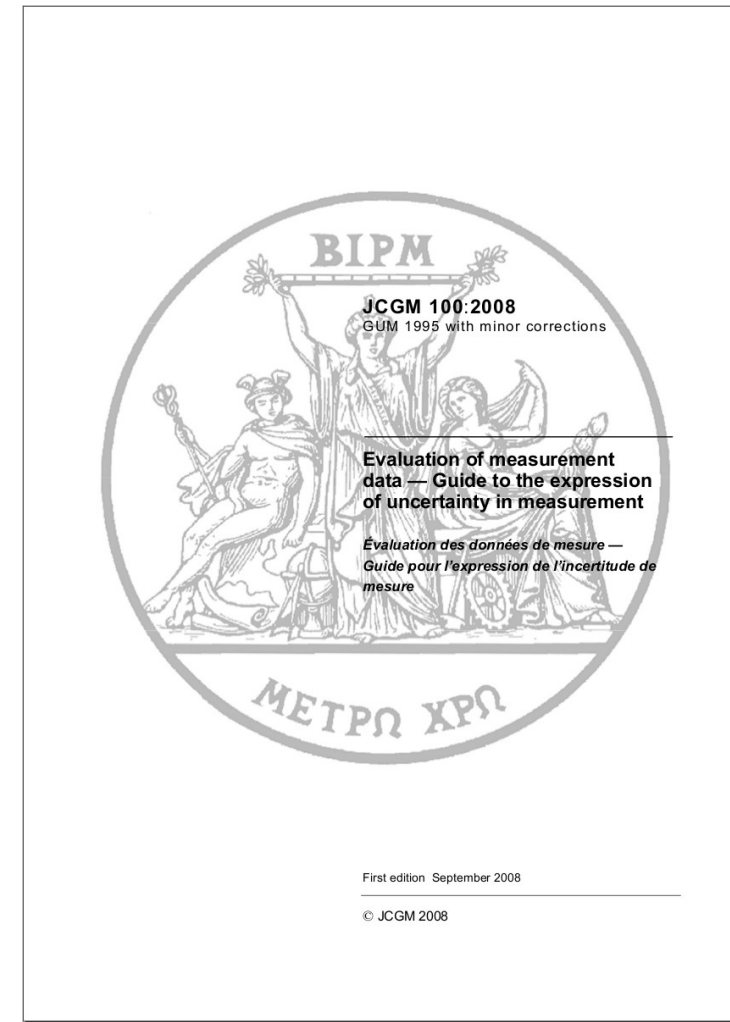 BIPM
JCGM 100:2008
GUM 1995 with minor corrections
Evaluation of measurement
data — Guide to the expression
of uncertainty in measurement
Évaluation des données de mesure —
Guide pour l'expression de l'incertitude de
mesure
ΜΕΤΡΩ ΧΡΩ
First edition September 2008
© JCGM 2008